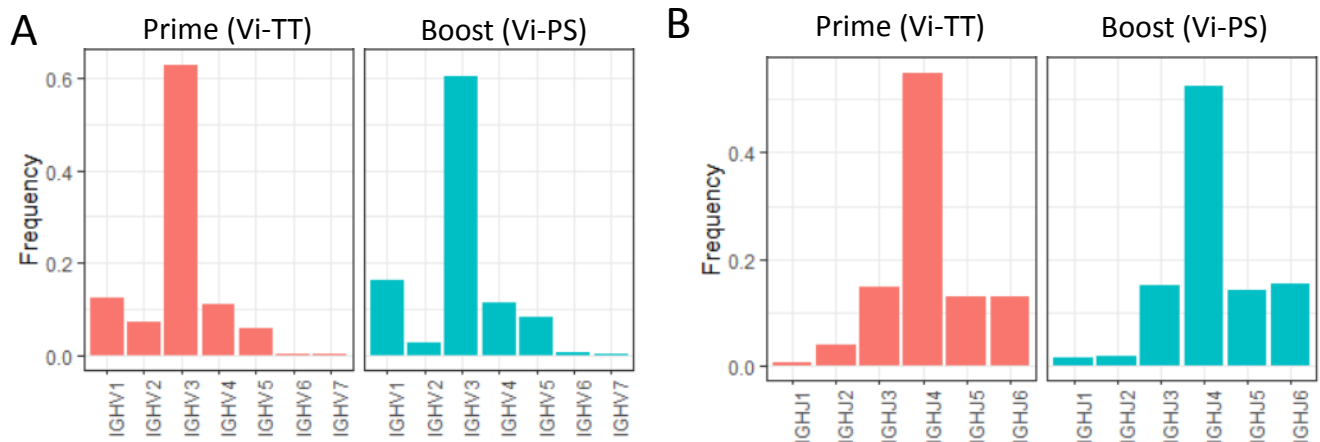 A
Prime (Vi-TT)
Boost (Vi-PS)
Frequency
0.6
0.4
0.2
0.0
IGHV1
IGHV2
IGHV3
IGHV4
IGHV5
IGHV6
IGHV7
IGHV1
IGHV2
IGHV3
IGHV4
IGHV5
IGHV6
IGHV7
B
Prime (Vi-TT)
Boost (Vi-PS)
Frequency
0.4
0.2
0.0
IGHJ1
IGHJ2
IGHJ3
IGHJ4
IGHJ5
IGHJ6
IGHJ1
IGHJ2
IGHJ3
IGHJ4
IGHJ5
IGHJ6